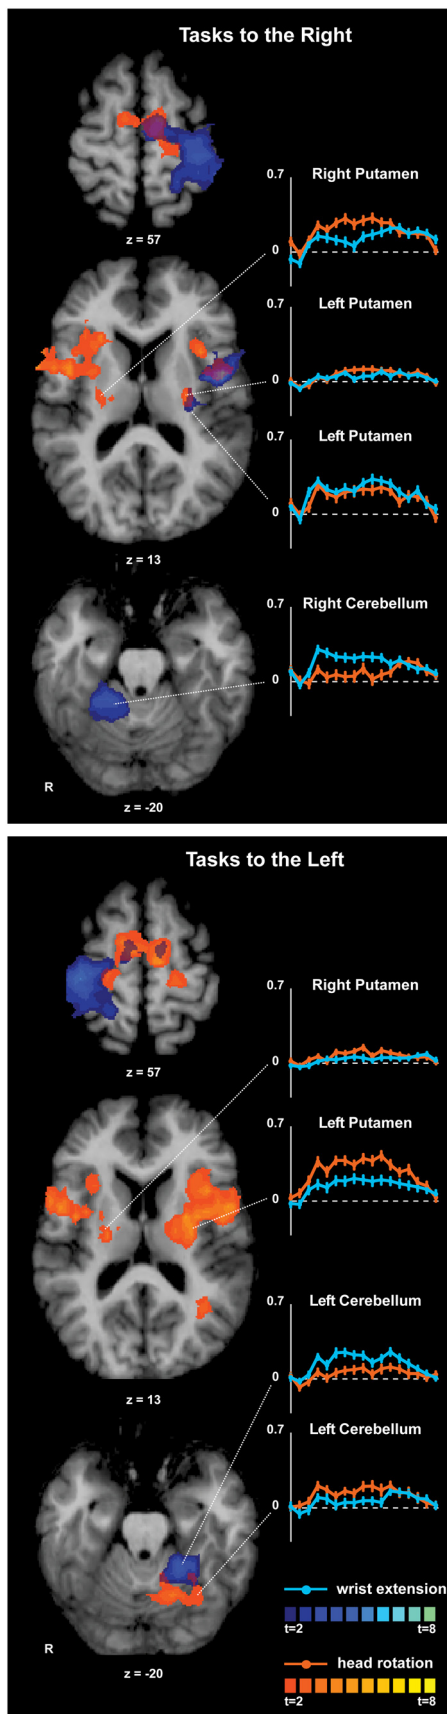 Tasks to the Right
z = 57
Right Putamen
0.7
0
Left Putamen
0.7
0
Left Putamen
0.7
0
z = 13
Right Cerebellum
0.7
0
R
z = -20
Tasks to the Left
z = 57
Right Putamen
0.7
0
Left Putamen
0.7
0
z = 13
Left Cerebellum
0.7
0
Left Cerebellum
0.7
0
R
z = -20
wrist extension
t=2 t=8
head rotation
t=2 t=8